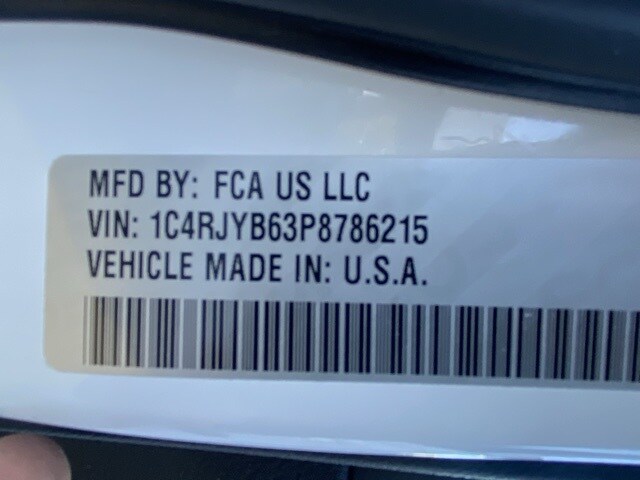 MFD BY: FCA US LLC
VIN: 1C4RJYB63P8786215
VEHICLE MADE IN: U.S.A.